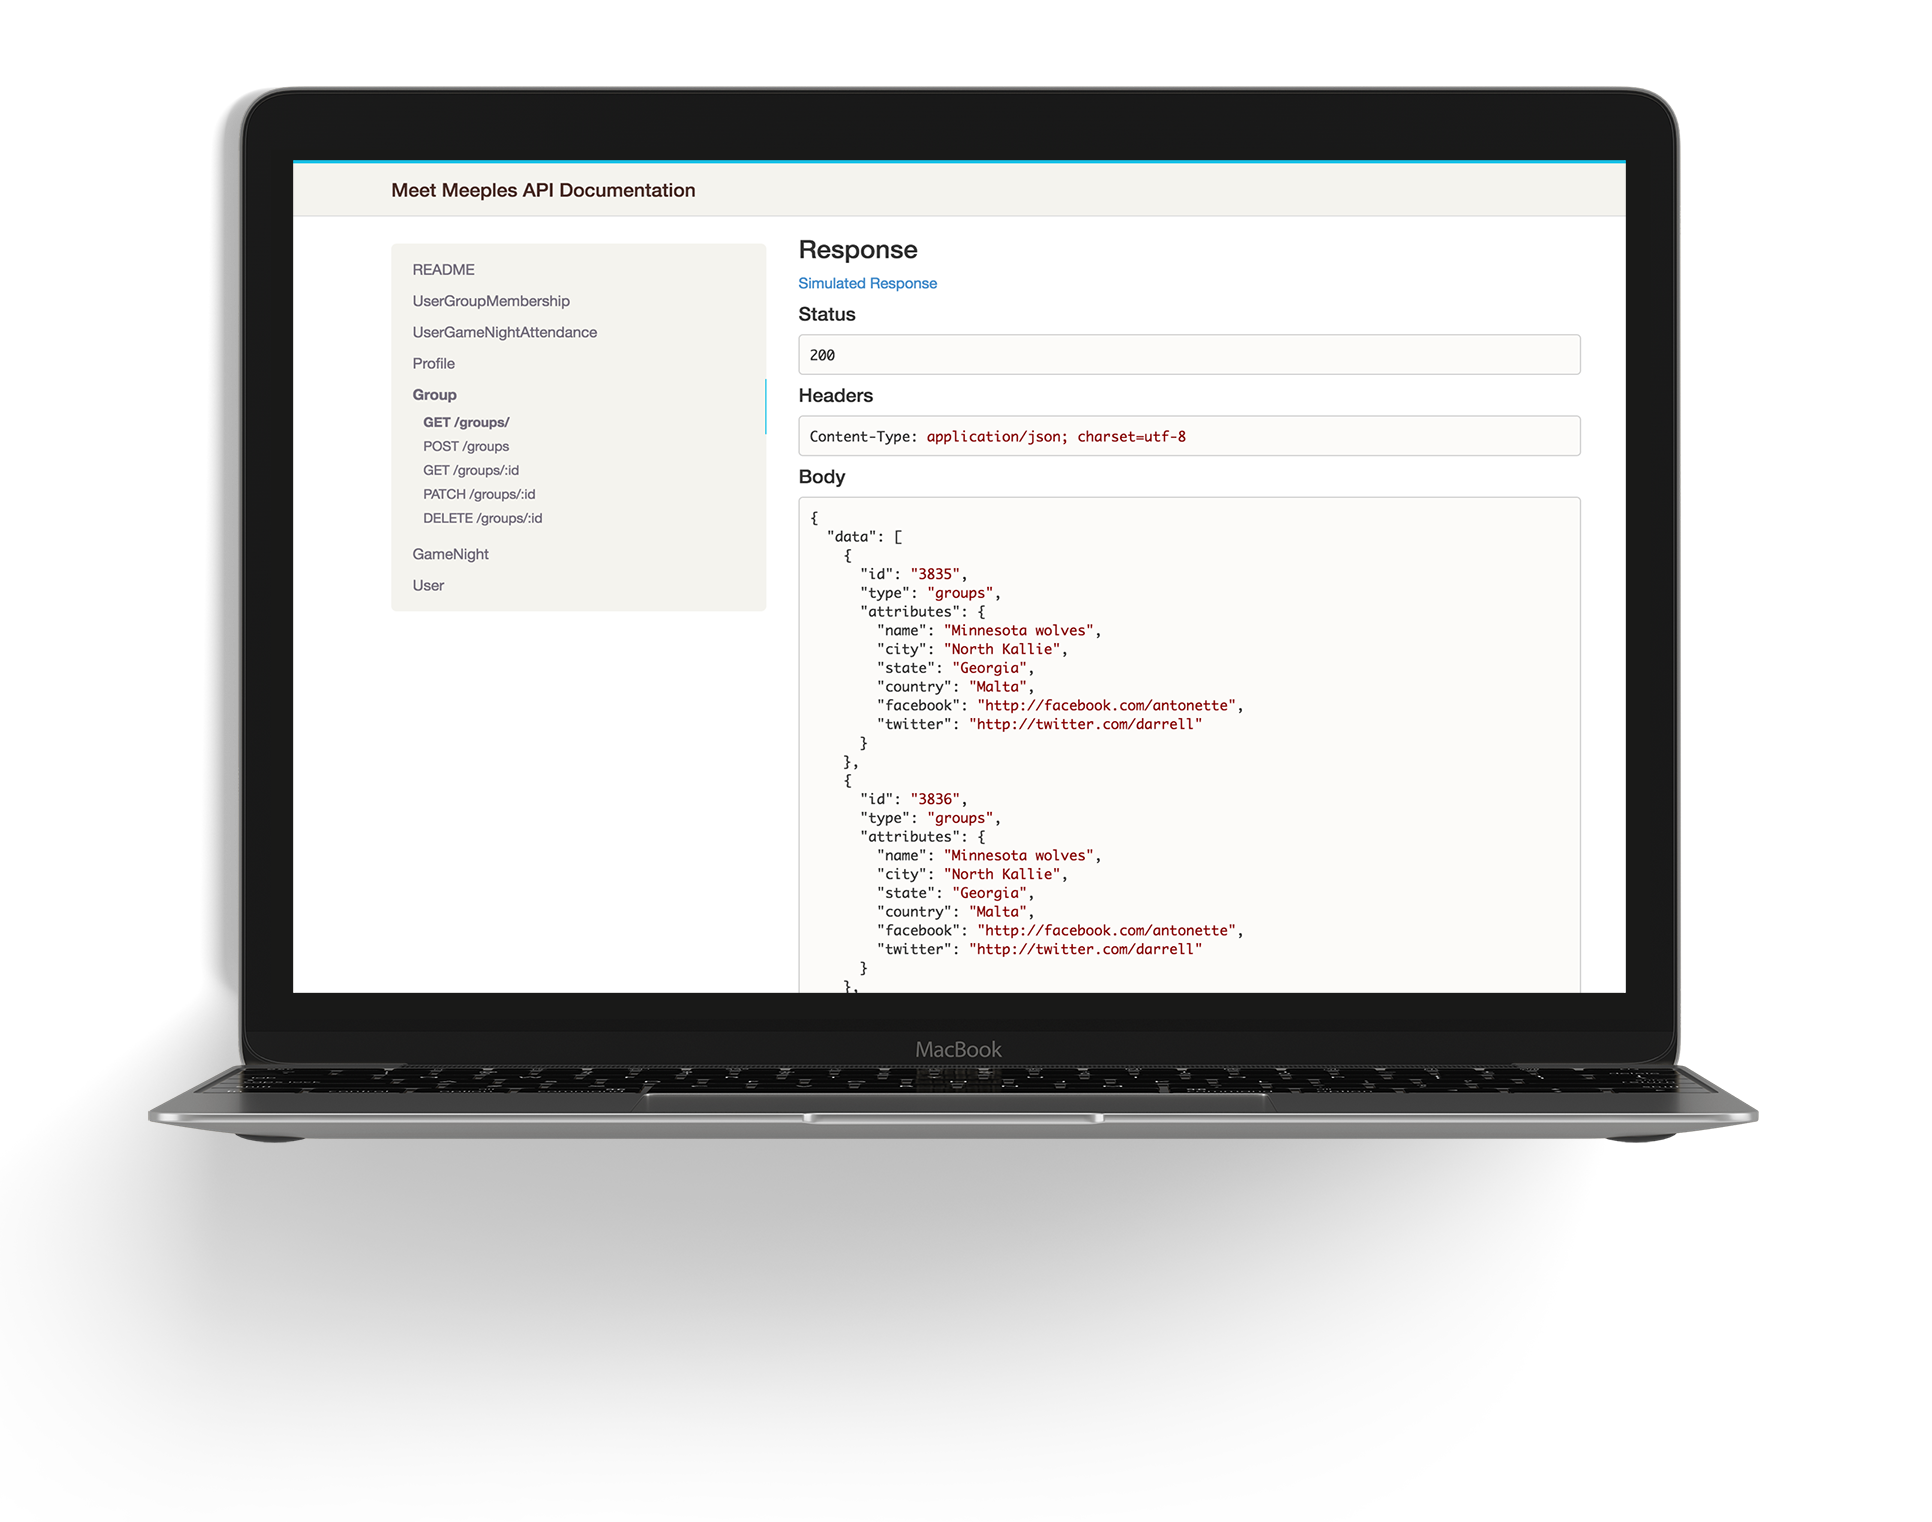 Meet Meeples API Documentation
README
UserGroupMembership
UserGameNightAttendance
Profile
Group
GET /groups/
POST /groups
GET /groups/:id
PATCH /groups/:id
DELETE /groups/:id
GameNight
User
Response
Simulated Response
Status
200
Headers
Content-Type: application/json; charset=utf-8
Body
{
  "data": [
    {
      "id": "3835",
      "type": "groups",
      "attributes": {
        "name": "Minnesota wolves",
        "city": "North Kallie",
        "state": "Georgia",
        "country": "Malta",
        "facebook": "http://facebook.com/antonette",
        "twitter": "http://twitter.com/darrell"
      }
    },
    {
      "id": "3836",
      "type": "groups",
      "attributes": {
        "name": "Minnesota wolves",
        "city": "North Kallie",
        "state": "Georgia",
        "country": "Malta",
        "facebook": "http://facebook.com/antonette",
        "twitter": "http://twitter.com/darrell"
      }
    },
MacBook